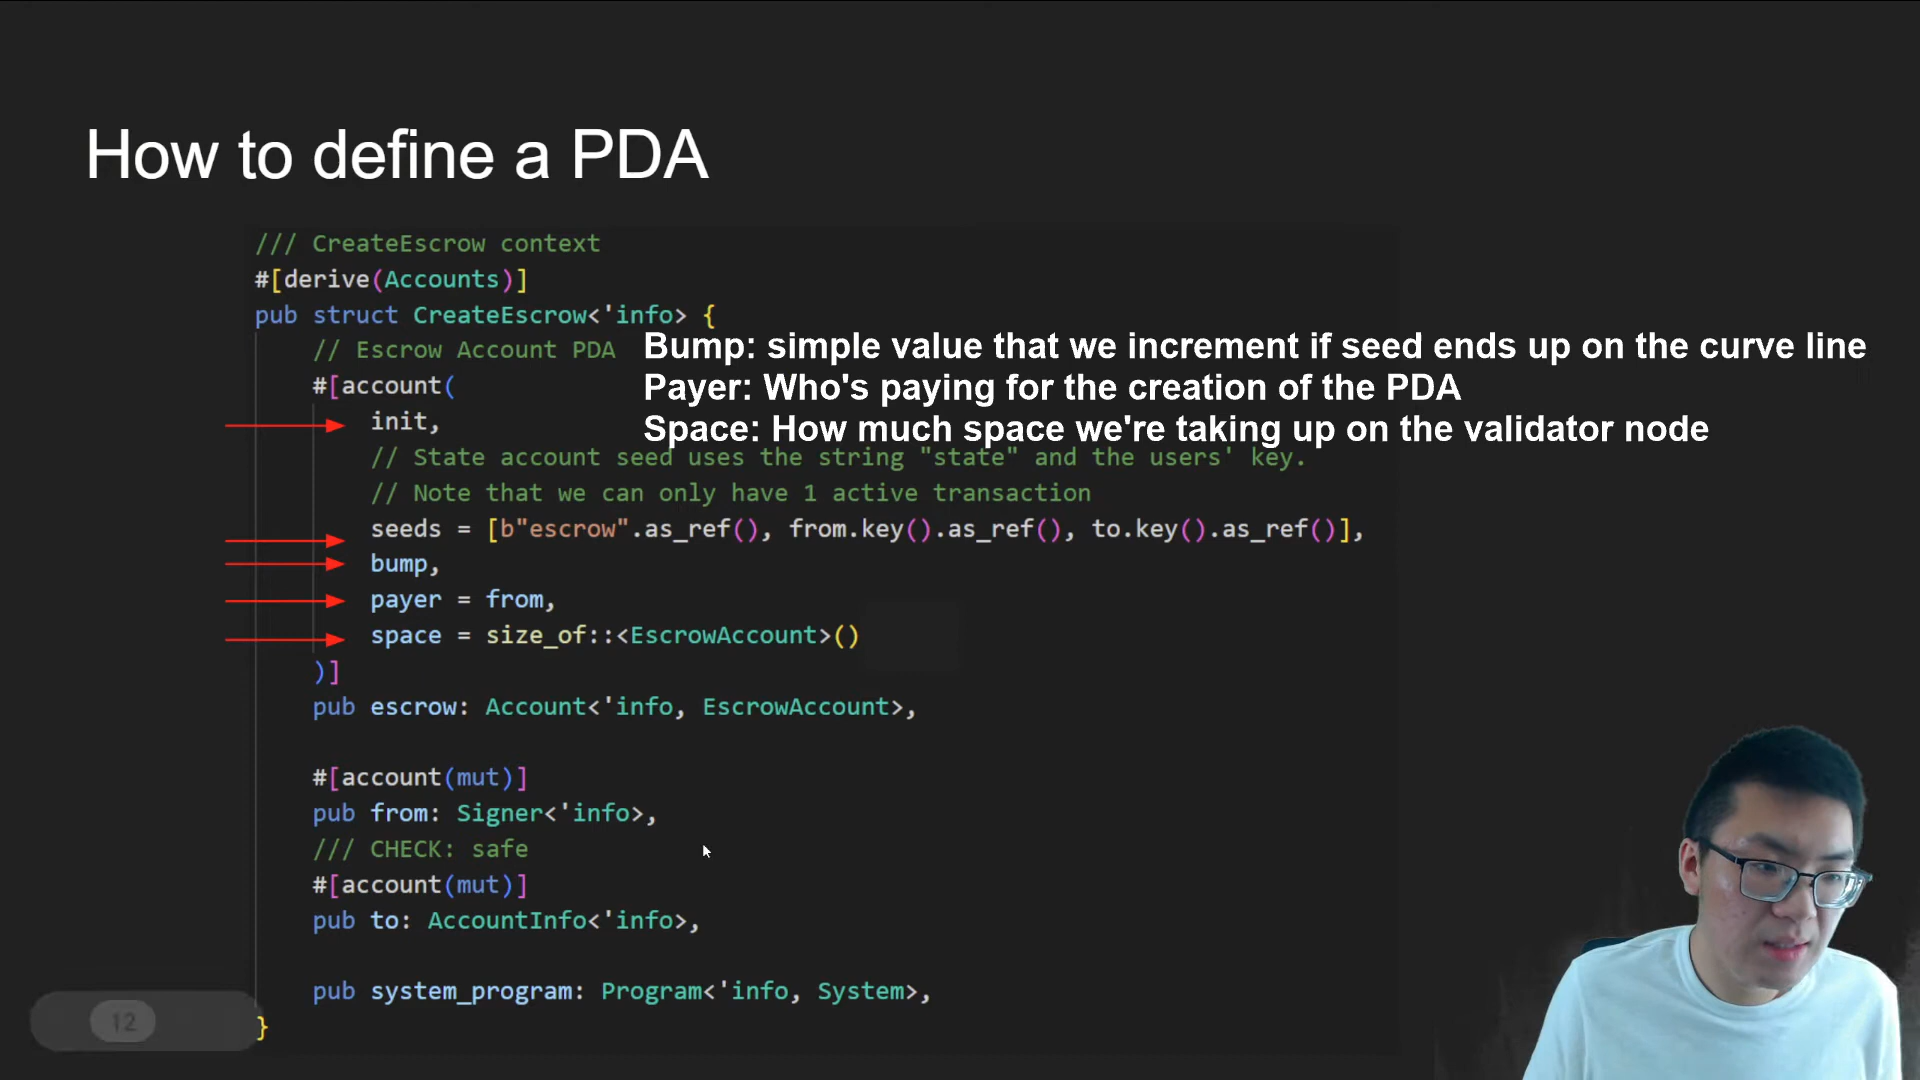 How to define a PDA
/// CreateEscrow context
#[derive(Accounts)]
pub struct CreateEscrow<'info> {
// Escrow Account PDA
Bump: simple value that we increment if seed ends up on the curve line
#[account(
Payer: Who's paying for the creation of the PDA
init,
Space: How much space we're taking up on the validator node
// State account seed uses the string "state" and the users' key.
// Note that we can only have 1 active transaction
seeds = [b"escrow".as_ref(), from.key().as_ref(), to.key().as_ref()],
bump,
payer = from,
space = size_of::<EscrowAccount>()
)]
pub escrow: Account<'info, EscrowAccount>,
#[account(mut)]
pub from: Signer<'info>,
/// CHECK: safe
#[account(mut)]
pub to: AccountInfo<'info>,
pub system_program: Program<'info, System>,
12
}